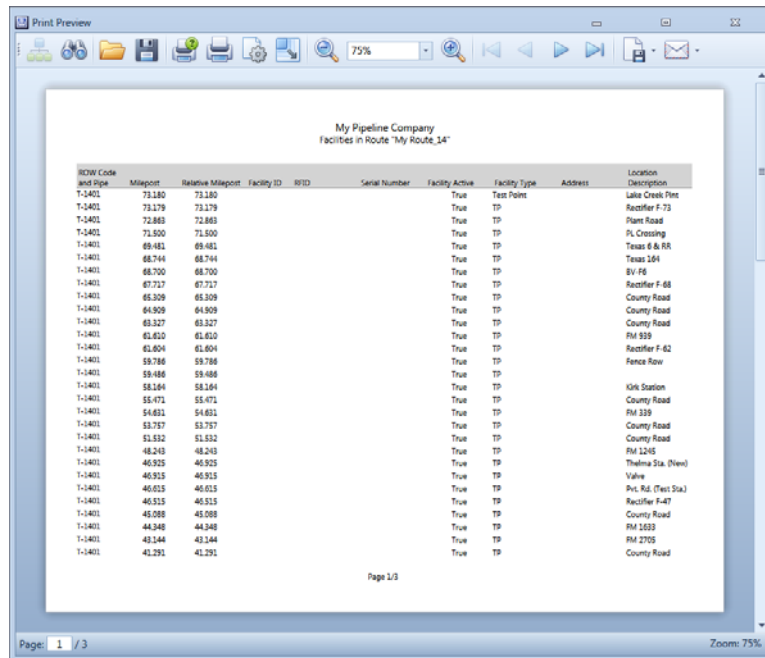 Print Preview
75%
My Pipeline Company
Facilities in Route "My Route_14"
ROW Code Location
and Pipe Milepost Relative Milepost Facility ID RFID Serial Number Facility Active Facility Type Address Description
T-1401 73.180 73.180 True Test Point Lake Creek Plnt
T-1401 73.179 73.179 True TP Rectifier F-73
T-1401 72.863 72.863 True TP Plant Road
T-1401 71.500 71.500 True TP PL Crossing
T-1401 69.481 69.481 True TP Texas 6 & RR
T-1401 68.744 68.744 True TP Texas 164
T-1401 68.700 68.700 True TP BV-F6
T-1401 67.717 67.717 True TP Rectifier F-68
T-1401 65.309 65.309 True TP County Road
T-1401 64.909 64.909 True TP County Road
T-1401 63.327 63.327 True TP County Road
T-1401 61.610 61.610 True TP FM 939
T-1401 61.604 61.604 True TP Rectifier F-62
T-1401 59.786 59.786 True TP Fence Row
T-1401 59.486 59.486 True TP
T-1401 58.164 58.164 True TP Kirk Station
T-1401 55.471 55.471 True TP County Road
T-1401 54.631 54.631 True TP FM 339
T-1401 53.757 53.757 True TP County Road
T-1401 51.532 51.532 True TP County Road
T-1401 48.243 48.243 True TP FM 1245
T-1401 46.925 46.925 True TP Thelma Sta. (New)
T-1401 46.915 46.915 True TP Valve
T-1401 46.615 46.615 True TP Pvt. Rd. (Test Sta.)
T-1401 46.515 46.515 True TP Rectifier F-47
T-1401 45.088 45.088 True TP County Road
T-1401 44.348 44.348 True TP FM 1633
T-1401 43.144 43.144 True TP FM 2705
T-1401 41.291 41.291 True TP County Road
Page 1/3
Page: 1 / 3 Zoom: 75%